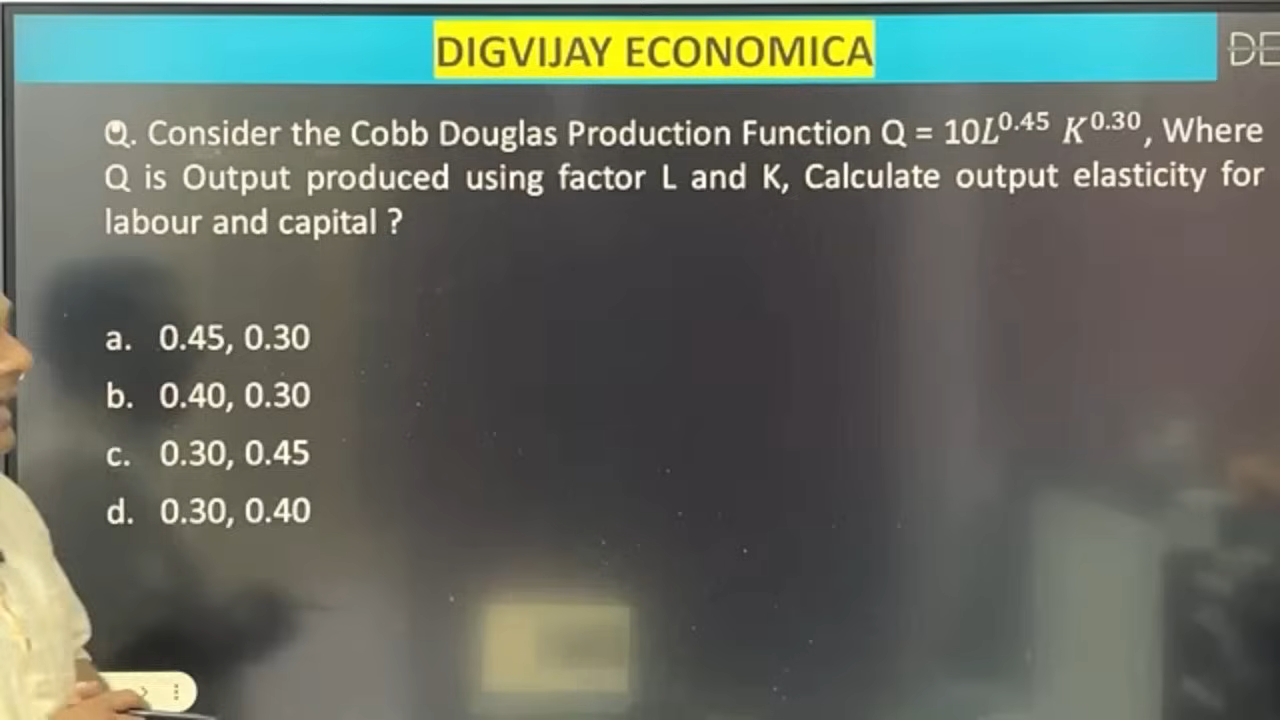 DIGVIJAY ECONOMICA
DE
Q. Consider the Cobb Douglas Production Function Q = 10L^0.45 K^0.30, Where
Q is Output produced using factor L and K, Calculate output elasticity for
labour and capital ?
a. 0.45, 0.30
b. 0.40, 0.30
c. 0.30, 0.45
d. 0.30, 0.40